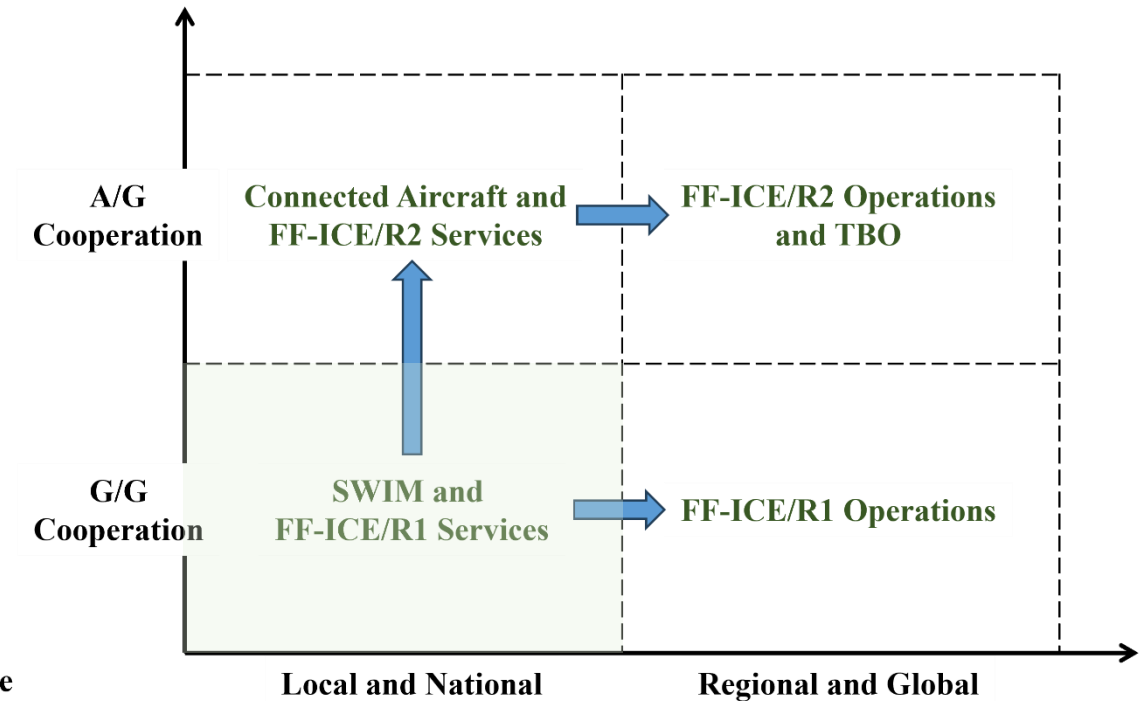 A/G
Cooperation
Connected Aircraft and
FF-ICE/R2 Services
FF-ICE/R2 Operations
and TBO
G/G
Cooperation
SWIM and
FF-ICE/R1 Services
FF-ICE/R1 Operations
Local and National
Regional and Global